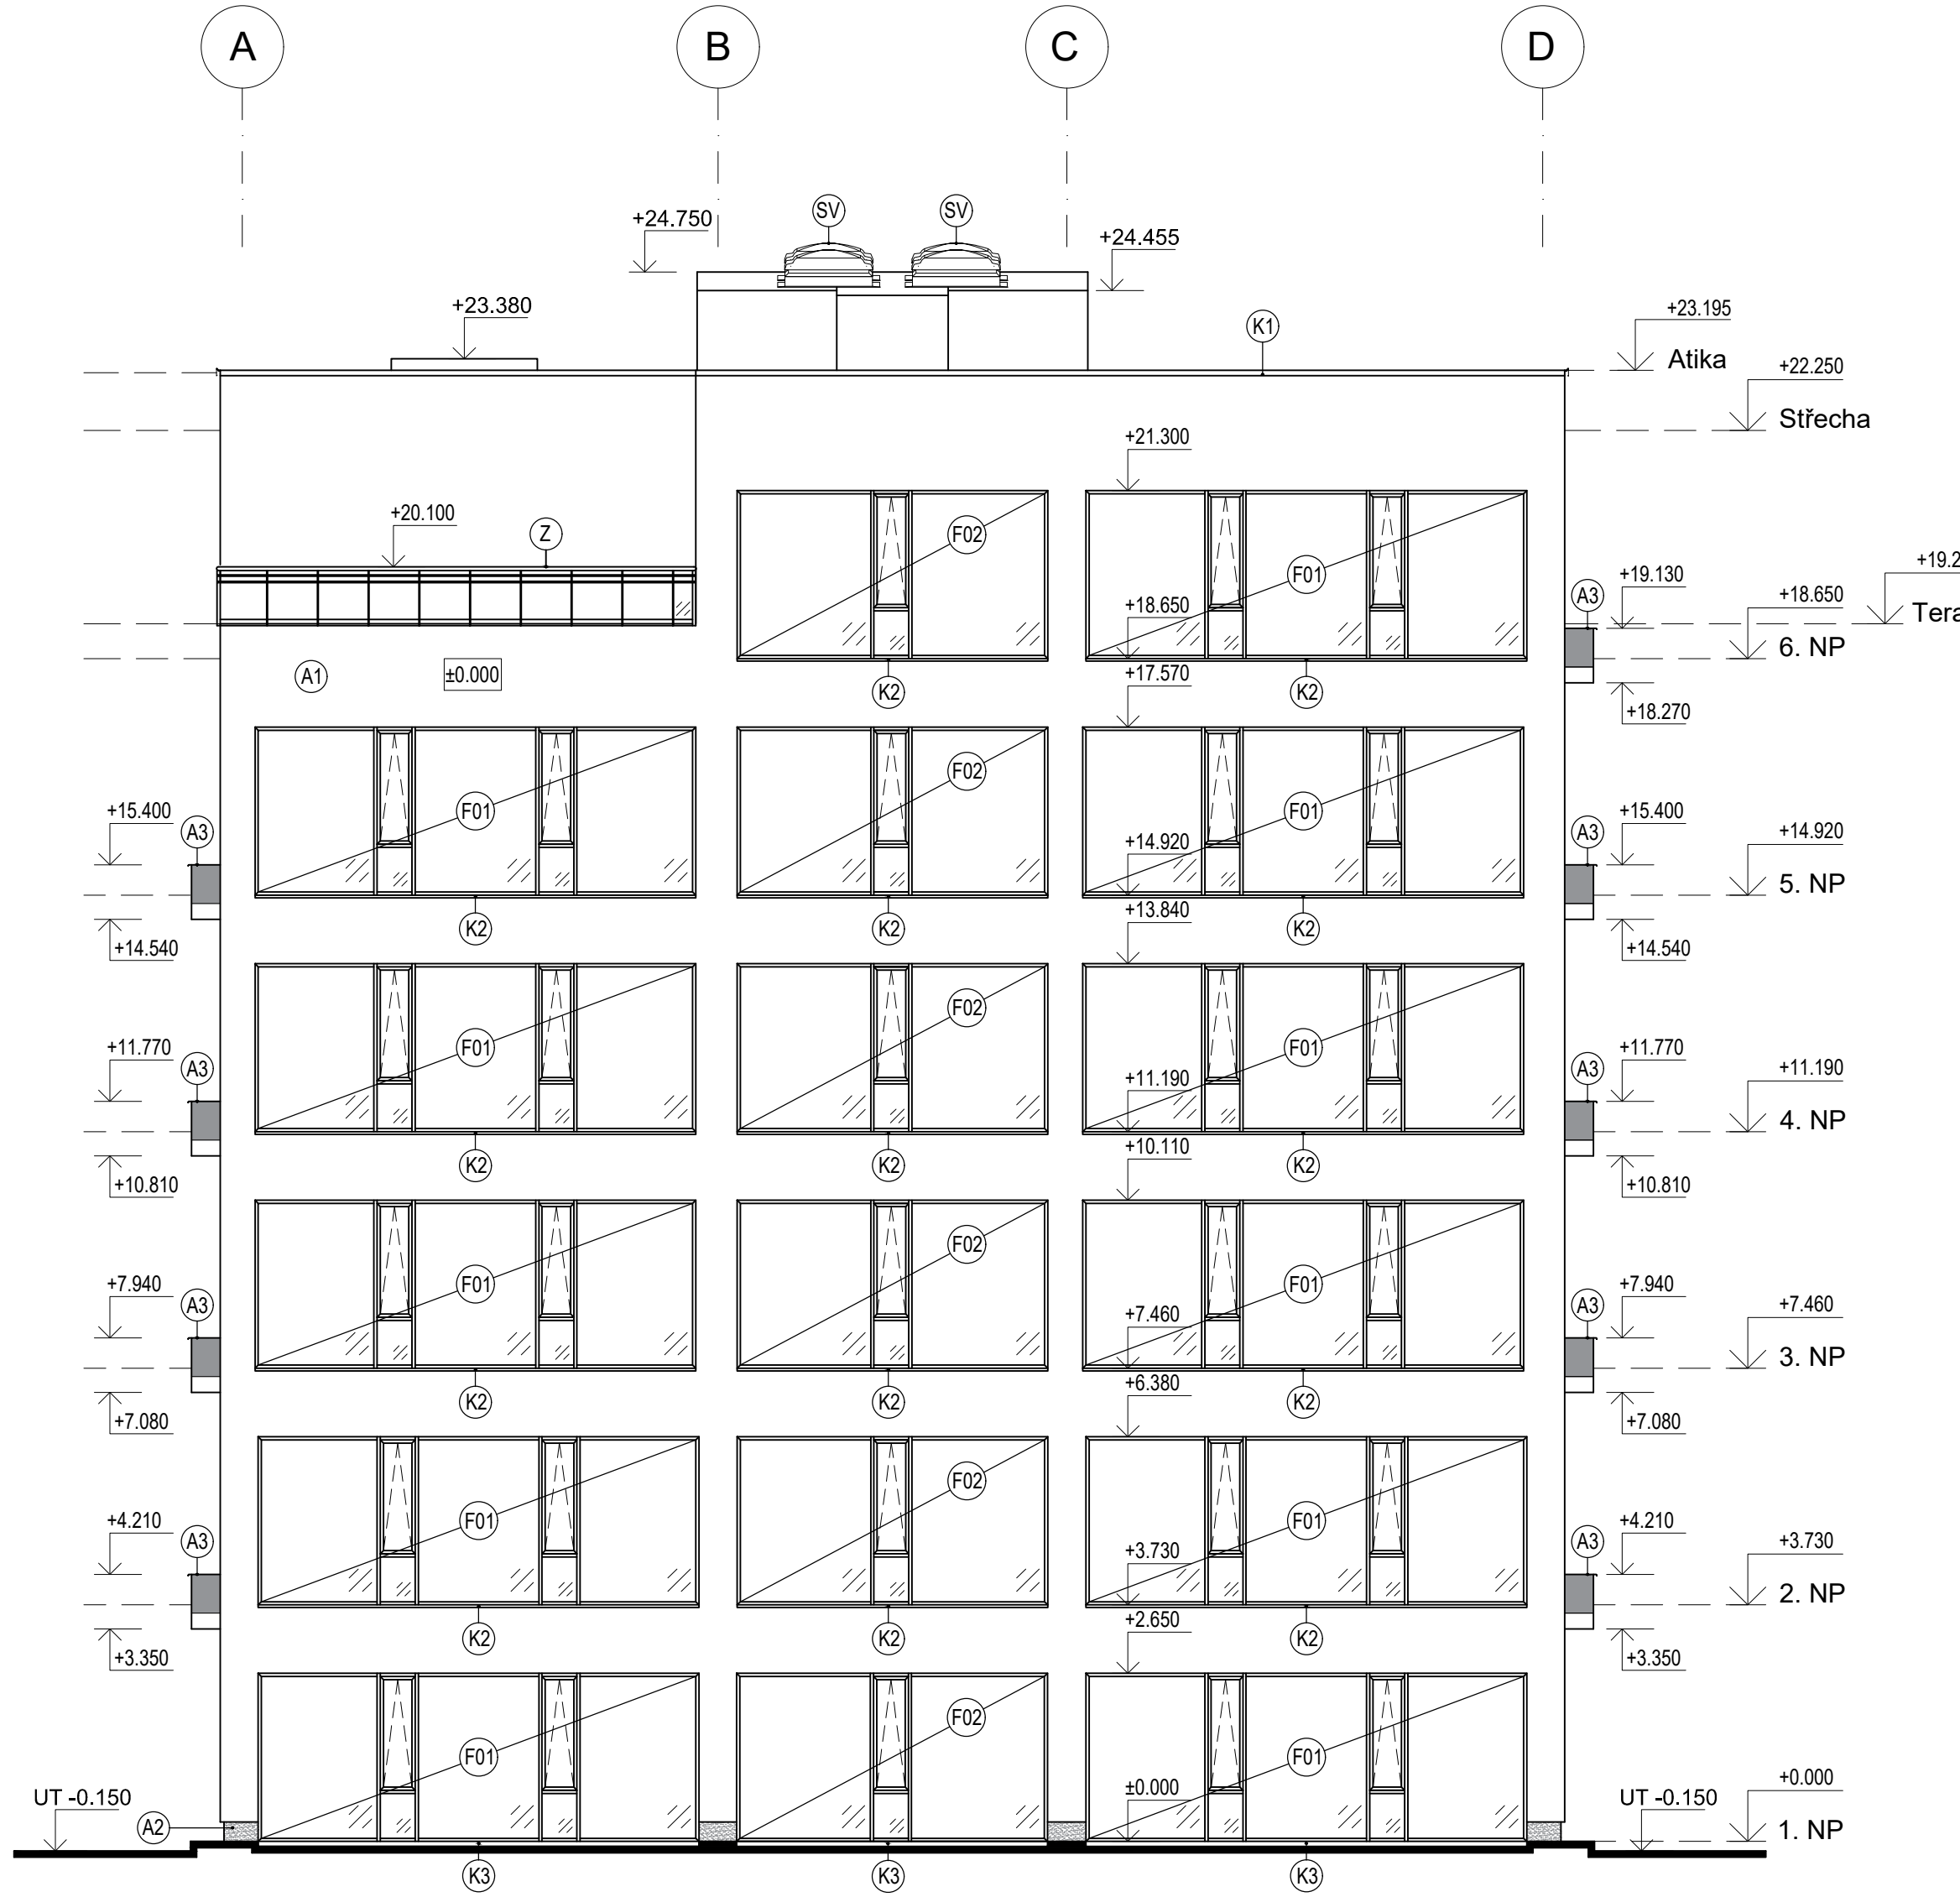 A B C D
SV SV
+24.750
+24.455
+23.380
K1
+23.195
Atika
+22.250
Střecha
+21.300
+20.100
Z
F02
F01
+19.2
Tera
+19.130
A3
+18.650
+18.650
6. NP
A1
±0.000
K2
K2
+17.570
+18.270
F01
F02
F01
+15.400
A3
+15.400
A3
+14.920
+14.920
5. NP
K2
K2
K2
+13.840
+14.540
+14.540
F01
F02
F01
+11.770
A3
+11.770
A3
+11.190
+11.190
4. NP
K2
K2
K2
+10.110
+10.810
+10.810
F01
F02
F01
+7.940
A3
+7.940
A3
+7.460
+7.460
3. NP
K2
K2
K2
+6.380
+7.080
+7.080
F01
F02
F01
+4.210
A3
+4.210
A3
+3.730
+3.730
2. NP
K2
K2
K2
+2.650
+3.350
+3.350
F01
F02
F01
UT -0.150
A2
±0.000
UT -0.150
+0.000
1. NP
K3
K3
K3